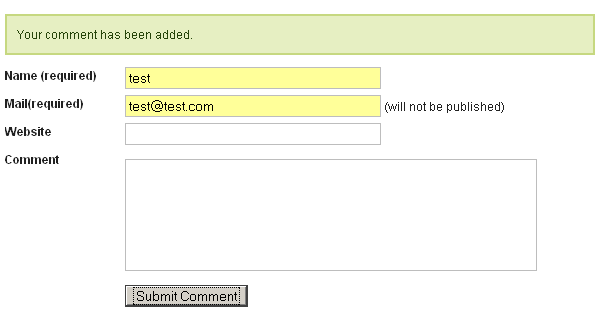 Your comment has been added.
Name (required) test
Mail(required) test@test.com (will not be published)
Website
Comment
Submit Comment